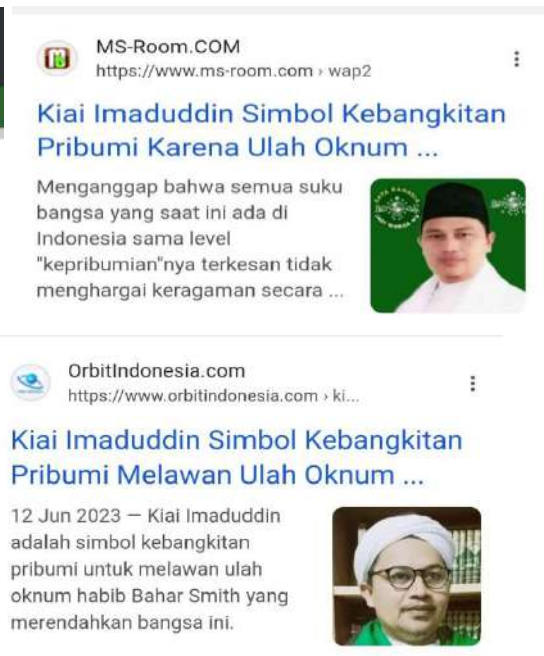 MS-Room.COM
https://www.ms-room.com › wap2
Kiai Imaduddin Simbol Kebangkitan
Pribumi Karena Ulah Oknum ...
Menganggap bahwa semua suku
bangsa yang saat ini ada di
Indonesia sama level
"kepribumian"nya terkesan tidak
menghargai keragaman secara ...
OrbitIndonesia.com
https://www.orbitindonesia.com › ki...
Kiai Imaduddin Simbol Kebangkitan
Pribumi Melawan Ulah Oknum ...
12 Jun 2023 — Kiai Imaduddin
adalah simbol kebangkitan
pribumi untuk melawan ulah
oknum habib Bahar Smith yang
merendahkan bangsa ini.